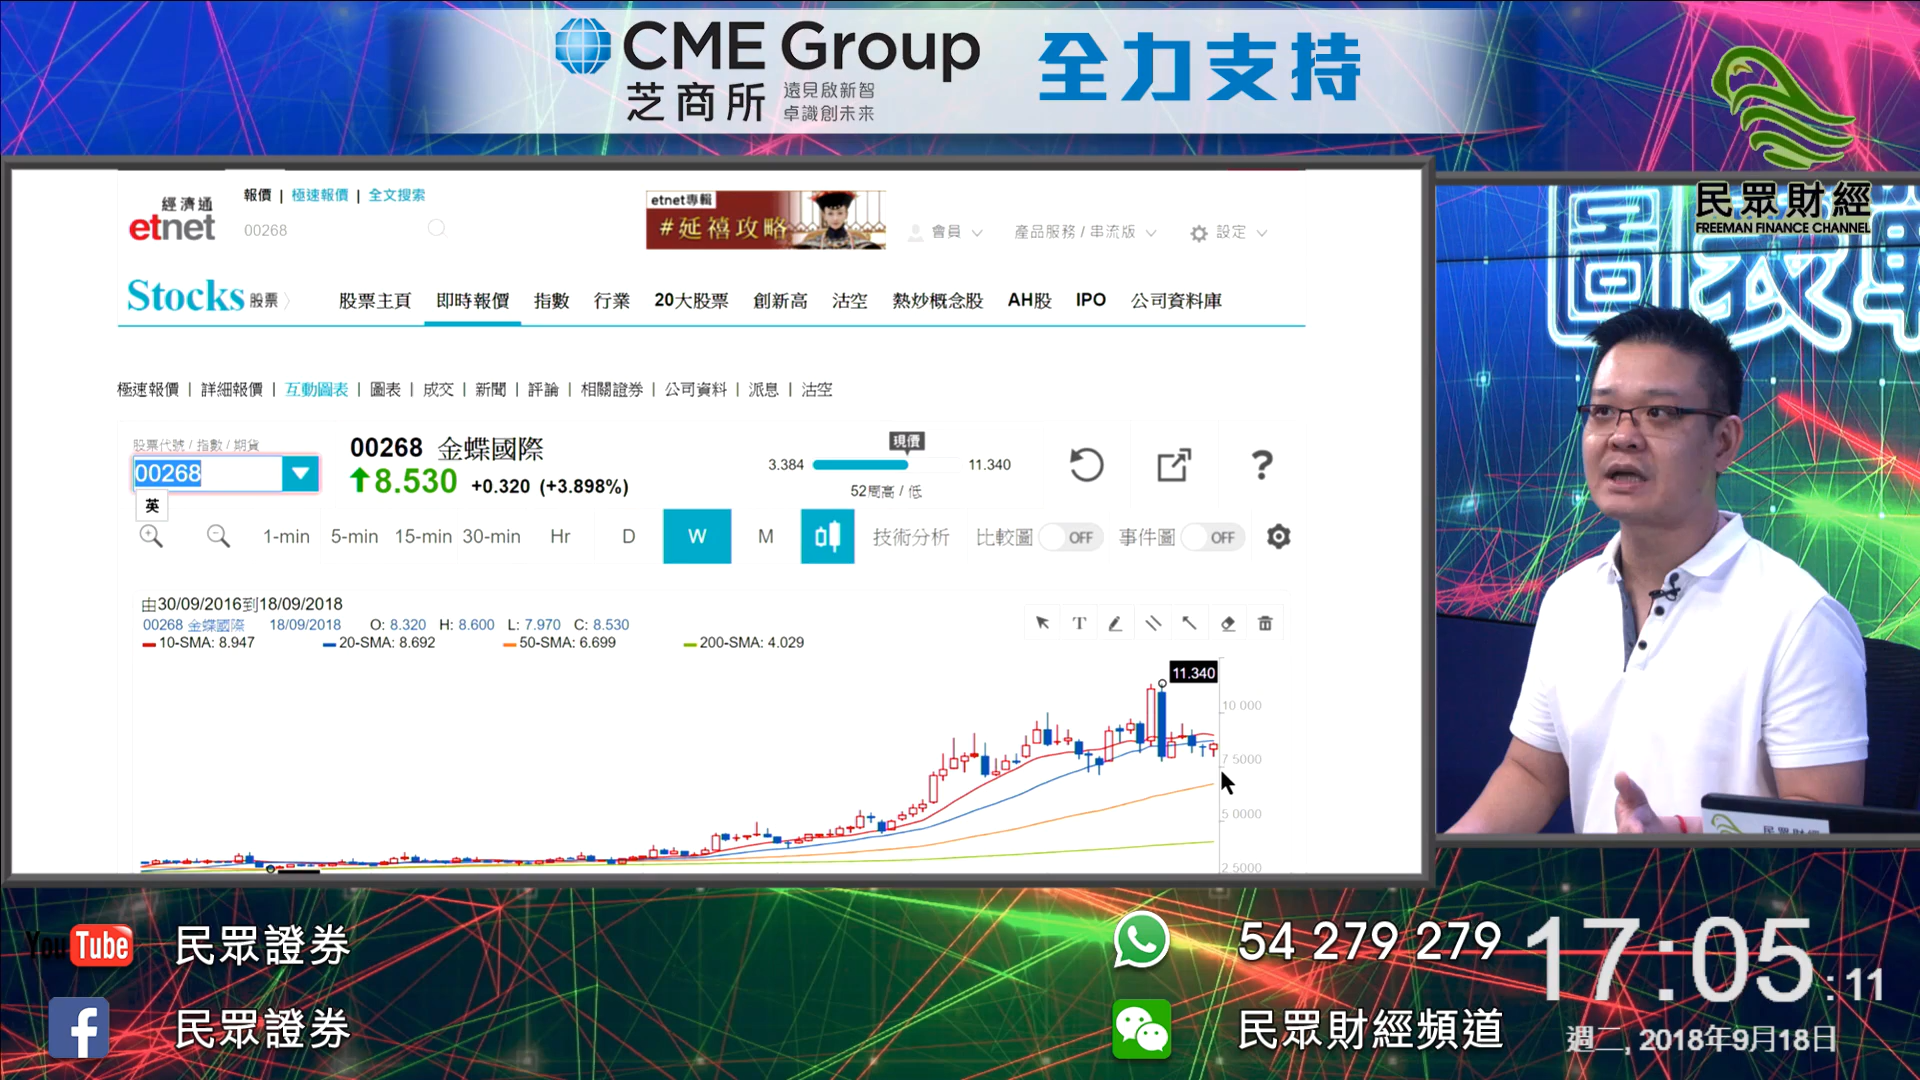 CME Group
芝商所
遠見啟新智
卓識創未来
全力支持
民眾財經
FREEMAN FINANCE CHANNEL
經濟通
etnet
報價 | 極速報價 | 全文搜索
00268
etnet專輯
#延禧攻略
會員
產品服務 / 串流版
設定
Stocks 股票
股票主頁 即時報價 指數 行業 20大股票 創新高 沽空 熱炒概念股 AH股 IPO 公司資料庫
極速報價 | 詳細報價 | 互動圖表 | 圖表 | 成交 | 新聞 | 評論 | 相關證券 | 公司資料 | 派息 | 沽空
股票代號 / 指數 / 期貨
00268
英
00268 金蝶國際
8.530 +0.320 (+3.898%)
現價
3.384 11.340
52周高 / 低
?
1-min 5-min 15-min 30-min Hr D W M 技術分析 比較圖 OFF 事件圖 OFF
由30/09/2016到18/09/2018
00268 金蝶國際 18/09/2018 O: 8.320 H: 8.600 L: 7.970 C: 8.530
10-SMA: 8.947 20-SMA: 8.692 50-SMA: 6.699 200-SMA: 4.029
T
11.340
10 000
7 5000
5 0000
2 5000
圖表
民眾財經
YouTube 民眾證券
f 民眾證券
54 279 279
民眾財經頻道
17:05:11
週二, 2018年9月18日